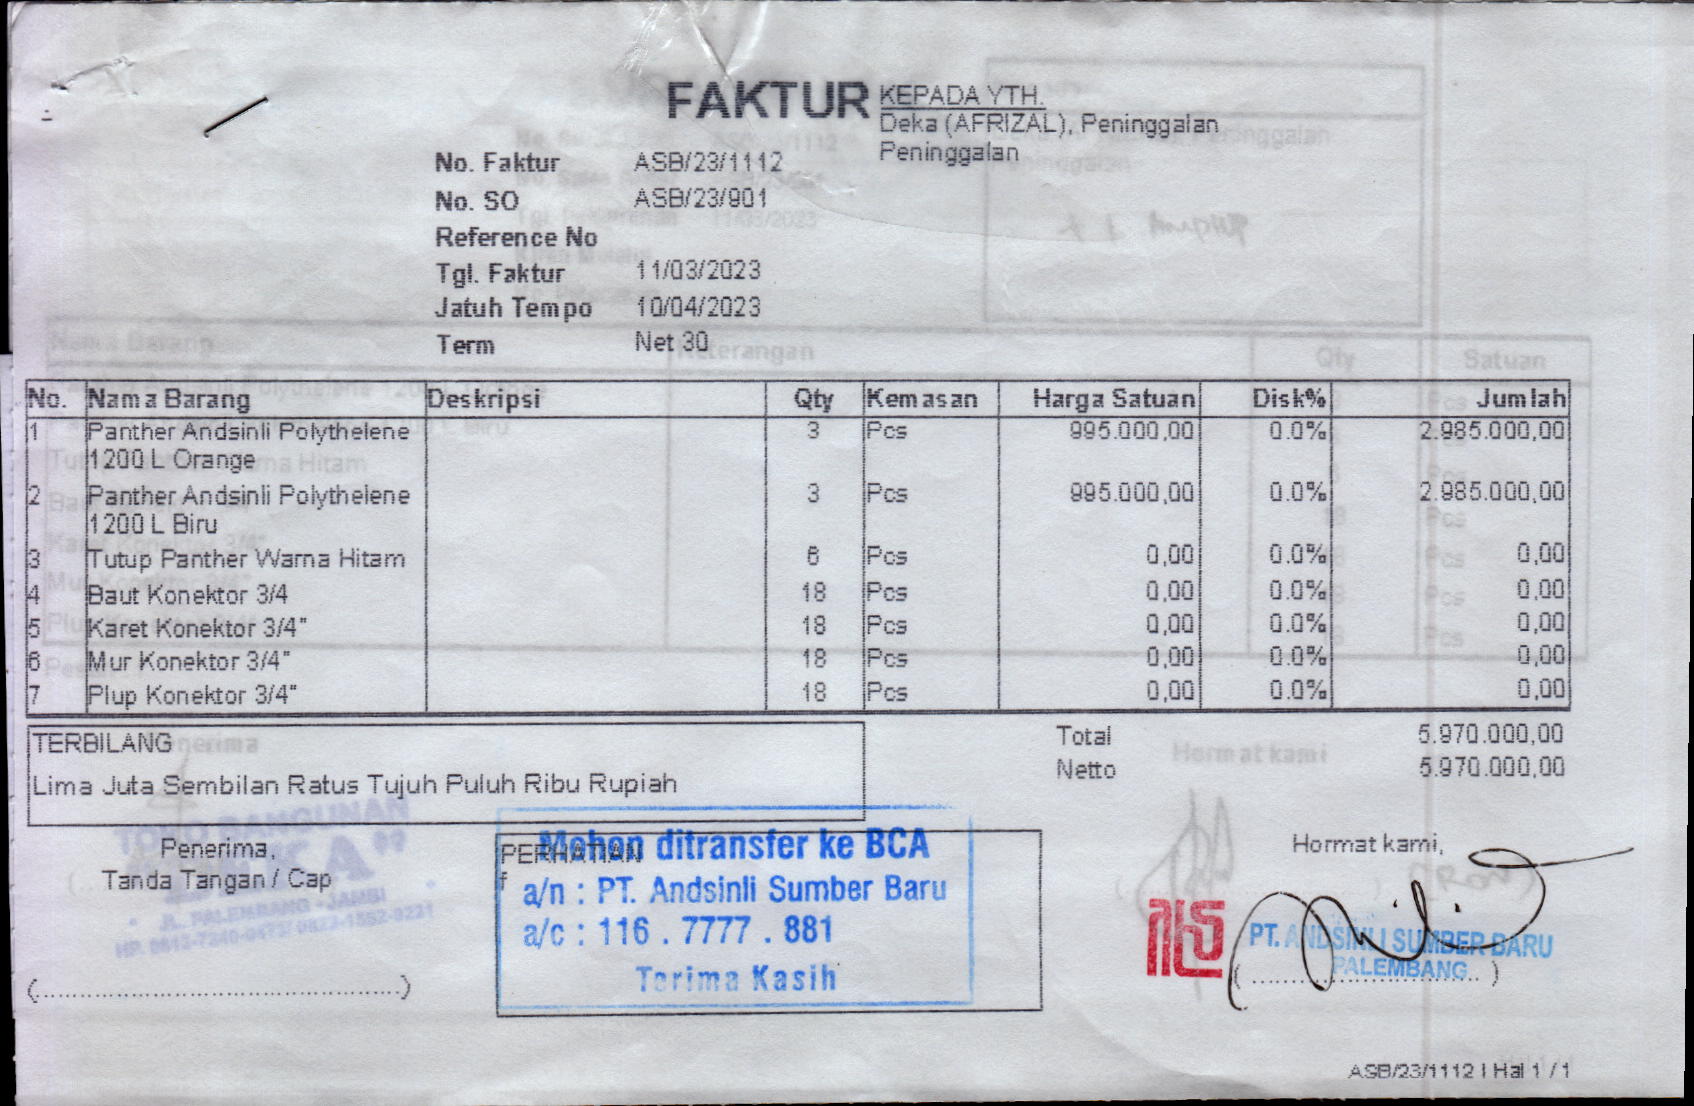 FAKTUR
KEPADA YTH.
Deka (AFRIZAL), Peninggalan
Peninggalan
No. Faktur ASB/23/1112
No. SO ASB/23/901
Reference No
Tgl. Faktur 11/03/2023
Jatuh Tempo 10/04/2023
Term Net 30
No. Nama Barang Deskripsi Qty Kemasan Harga Satuan Disk% Jumlah
1 Panther Andsinli Polythelene 3 Pcs 995.000,00 0.0% 2.985.000,00
1200 L Orange
2 Panther Andsinli Polythelene 3 Pcs 995.000,00 0.0% 2.985.000,00
1200 L Biru
3 Tutup Panther Warna Hitam 6 Pcs 0,00 0.0% 0,00
4 Baut Konektor 3/4 18 Pcs 0,00 0.0% 0,00
5 Karet Konektor 3/4" 18 Pcs 0,00 0.0% 0,00
6 Mur Konektor 3/4" 18 Pcs 0,00 0.0% 0,00
7 Plup Konektor 3/4" 18 Pcs 0,00 0.0% 0,00
TERBILANG
Lima Juta Sembilan Ratus Tujuh Puluh Ribu Rupiah
Total 5.970.000,00
Netto 5.970.000,00
Penerima,
Tanda Tangan / Cap
(................................................)
TOKO BANGUNAN
JL. PALEMBANG - JAMBI
PERHATIAN
f
Mohon ditransfer ke BCA
a/n : PT. Andsinli Sumber Baru
a/c : 116 . 7777 . 881
Terima Kasih
Hormat kami,
PT. ANDSINLI SUMBER BARU
PALEMBANG
(..............................)
ASB/23/1112 | Hal 1 / 1